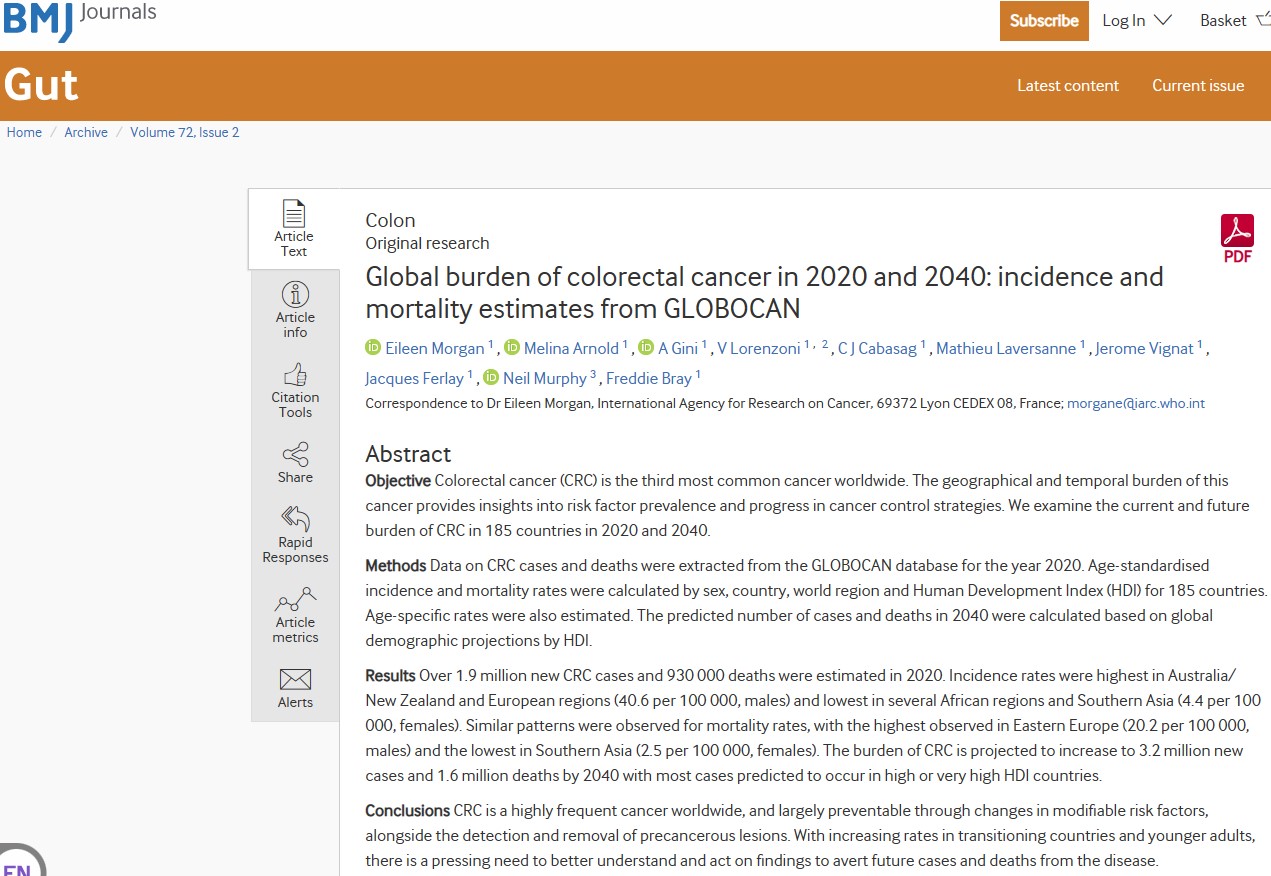 BMJ Journals
Subscribe Log In Basket
Gut
Latest content Current issue
Home / Archive / Volume 72, Issue 2
Article
Text
Article
info
Citation
Tools
Share
Rapid
Responses
Article
metrics
Alerts
Colon
Original research
PDF
Global burden of colorectal cancer in 2020 and 2040: incidence and
mortality estimates from GLOBOCAN
iD Eileen Morgan 1, iD Melina Arnold 1, iD A Gini 1, V Lorenzoni 1, 2, C J Cabasag 1, Mathieu Laversanne 1, Jerome Vignat 1,
Jacques Ferlay 1, iD Neil Murphy 3, Freddie Bray 1
Correspondence to Dr Eileen Morgan, International Agency for Research on Cancer, 69372 Lyon CEDEX 08, France; morgane@iarc.who.int
Abstract
Objective Colorectal cancer (CRC) is the third most common cancer worldwide. The geographical and temporal burden of this
cancer provides insights into risk factor prevalence and progress in cancer control strategies. We examine the current and future
burden of CRC in 185 countries in 2020 and 2040.
Methods Data on CRC cases and deaths were extracted from the GLOBOCAN database for the year 2020. Age-standardised
incidence and mortality rates were calculated by sex, country, world region and Human Development Index (HDI) for 185 countries.
Age-specific rates were also estimated. The predicted number of cases and deaths in 2040 were calculated based on global
demographic projections by HDI.
Results Over 1.9 million new CRC cases and 930 000 deaths were estimated in 2020. Incidence rates were highest in Australia/
New Zealand and European regions (40.6 per 100 000, males) and lowest in several African regions and Southern Asia (4.4 per 100
000, females). Similar patterns were observed for mortality rates, with the highest observed in Eastern Europe (20.2 per 100 000,
males) and the lowest in Southern Asia (2.5 per 100 000, females). The burden of CRC is projected to increase to 3.2 million new
cases and 1.6 million deaths by 2040 with most cases predicted to occur in high or very high HDI countries.
Conclusions CRC is a highly frequent cancer worldwide, and largely preventable through changes in modifiable risk factors,
alongside the detection and removal of precancerous lesions. With increasing rates in transitioning countries and younger adults,
there is a pressing need to better understand and act on findings to avert future cases and deaths from the disease.
EN